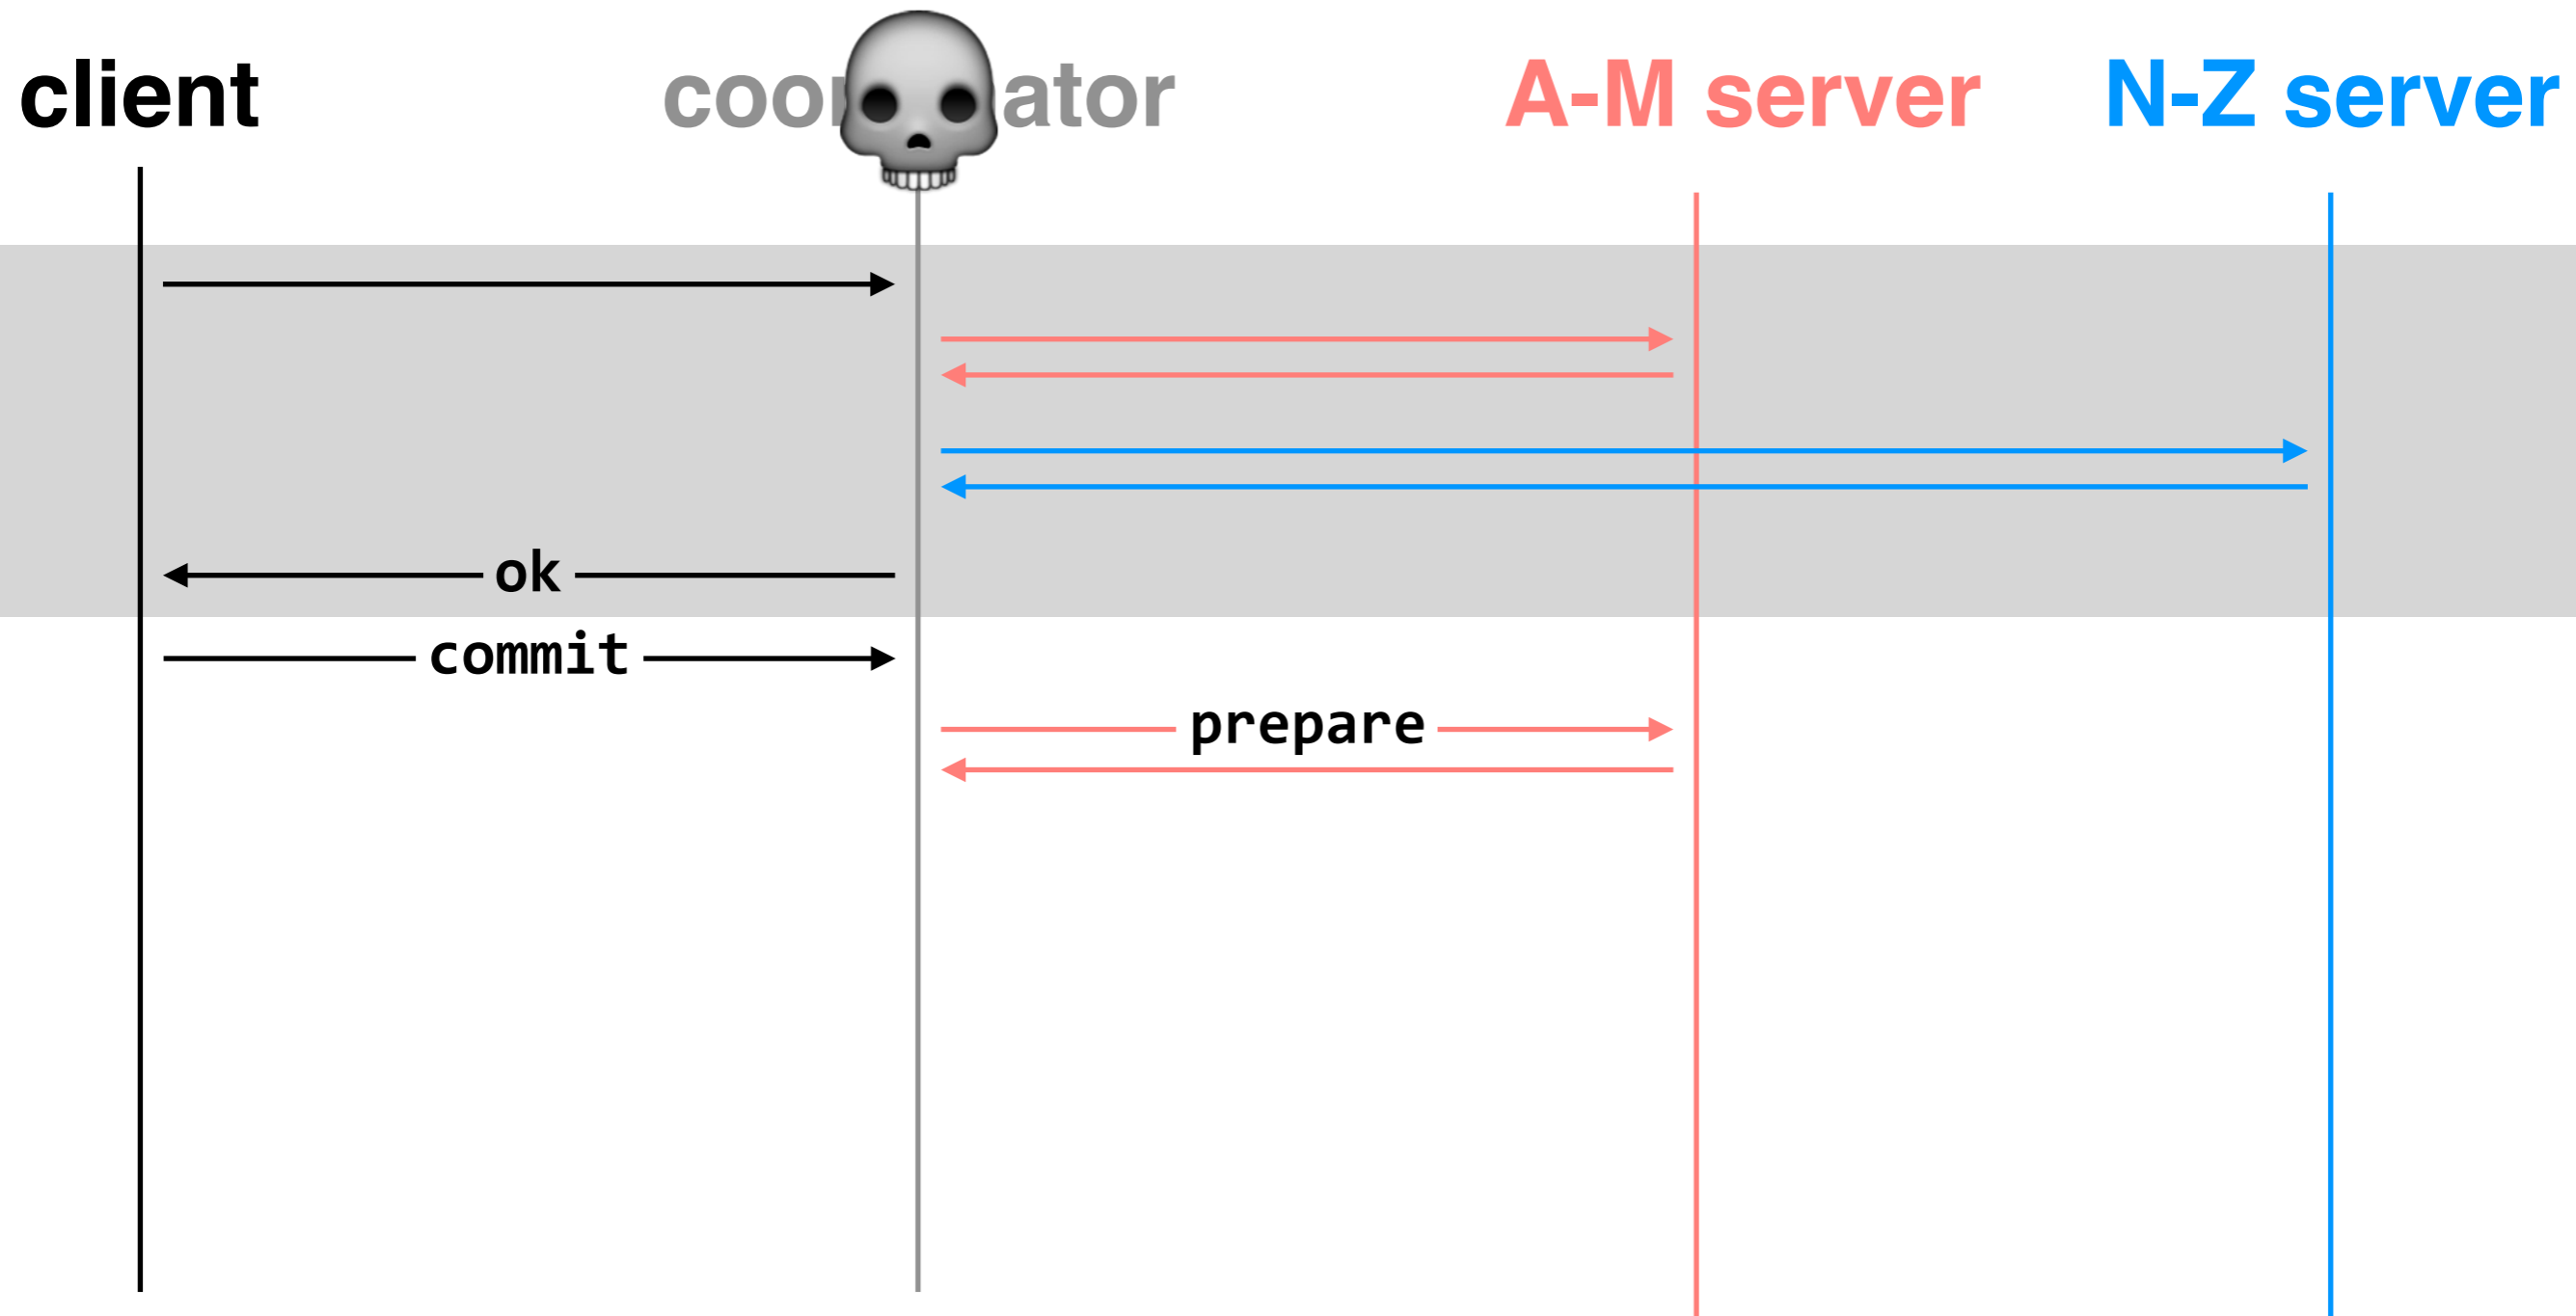 client
coor ator
A-M server
N-Z server
ok
commit
prepare